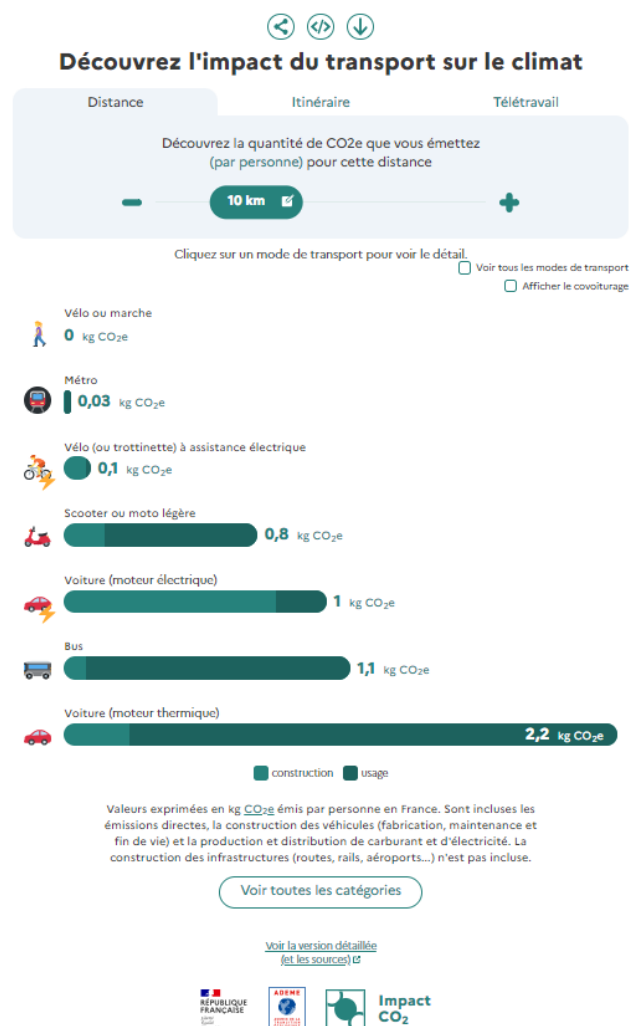 Découvrez l'impact du transport sur le climat
Distance
Itinéraire
Télétravail
Découvrez la quantité de CO2e que vous émettez
(par personne) pour cette distance
10 km
Cliquez sur un mode de transport pour voir le détail.
Voir tous les modes de transport
Afficher le covoiturage
Vélo ou marche
0 kg CO₂e
Métro
0,03 kg CO₂e
Vélo (ou trottinette) à assistance électrique
0,1 kg CO₂e
Scooter ou moto légère
0,8 kg CO₂e
Voiture (moteur électrique)
1 kg CO₂e
Bus
1,1 kg CO₂e
Voiture (moteur thermique)
2,2 kg CO₂e
construction
usage
Valeurs exprimées en kg CO₂e émis par personne en France. Sont incluses les
émissions directes, la construction des véhicules (fabrication, maintenance et
fin de vie) et la production et distribution de carburant et d'électricité. La
construction des infrastructures (routes, rails, aéroports...) n'est pas incluse.
Voir toutes les catégories
Voir la version détaillée
(et les sources)
RÉPUBLIQUE
FRANÇAISE
ADEME
Impact
CO₂